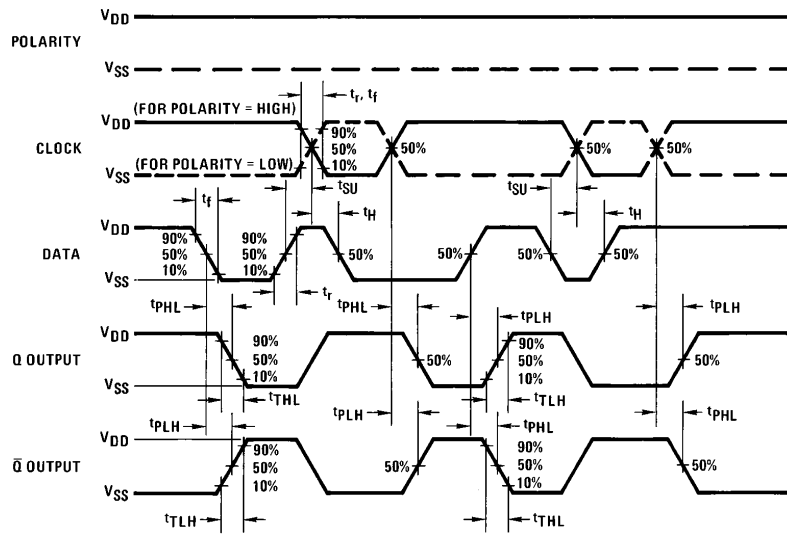 VDD
POLARITY
VSS
tr, tf
(FOR POLARITY = HIGH)
VDD
90%
CLOCK
50%
50%
50%
50%
(FOR POLARITY = LOW)
10%
VSS
tSU
tSU
tf
tH
tH
VDD
90%
90%
DATA
50%
50%
50%
50%
50%
50%
10%
10%
VSS
tr
tPHL
tPHL
tPLH
tPLH
VDD
90%
90%
Q OUTPUT
50%
50%
50%
50%
10%
10%
VSS
tTHL
tTLH
tPLH
tPLH
tPHL
tPHL
VDD
90%
90%
Q̄ OUTPUT
50%
50%
50%
50%
10%
10%
VSS
tTLH
tTHL